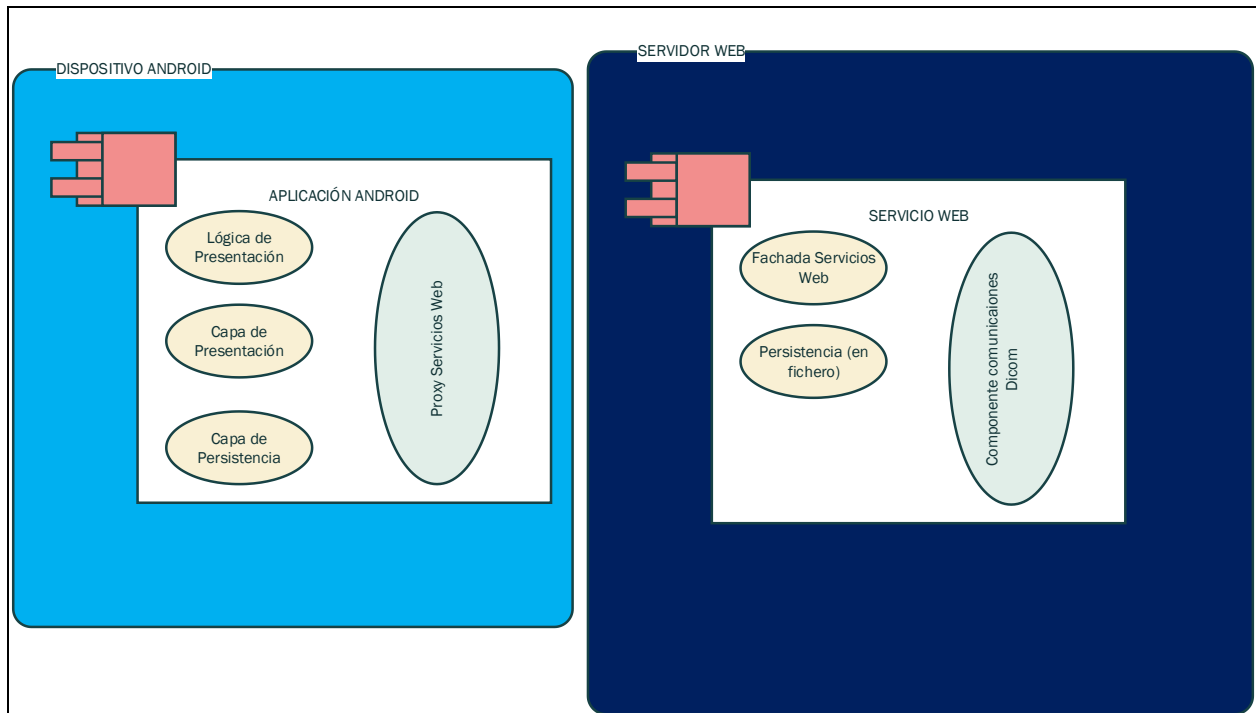 DISPOSITIVO ANDROID
APLICACIÓN ANDROID
Lógica de
Presentación
Capa de
Presentación
Capa de
Persistencia
Proxy Servicios Web
SERVIDOR WEB
SERVICIO WEB
Fachada Servicios
Web
Persistencia (en
fichero)
Componente comunicaiones
Dicom